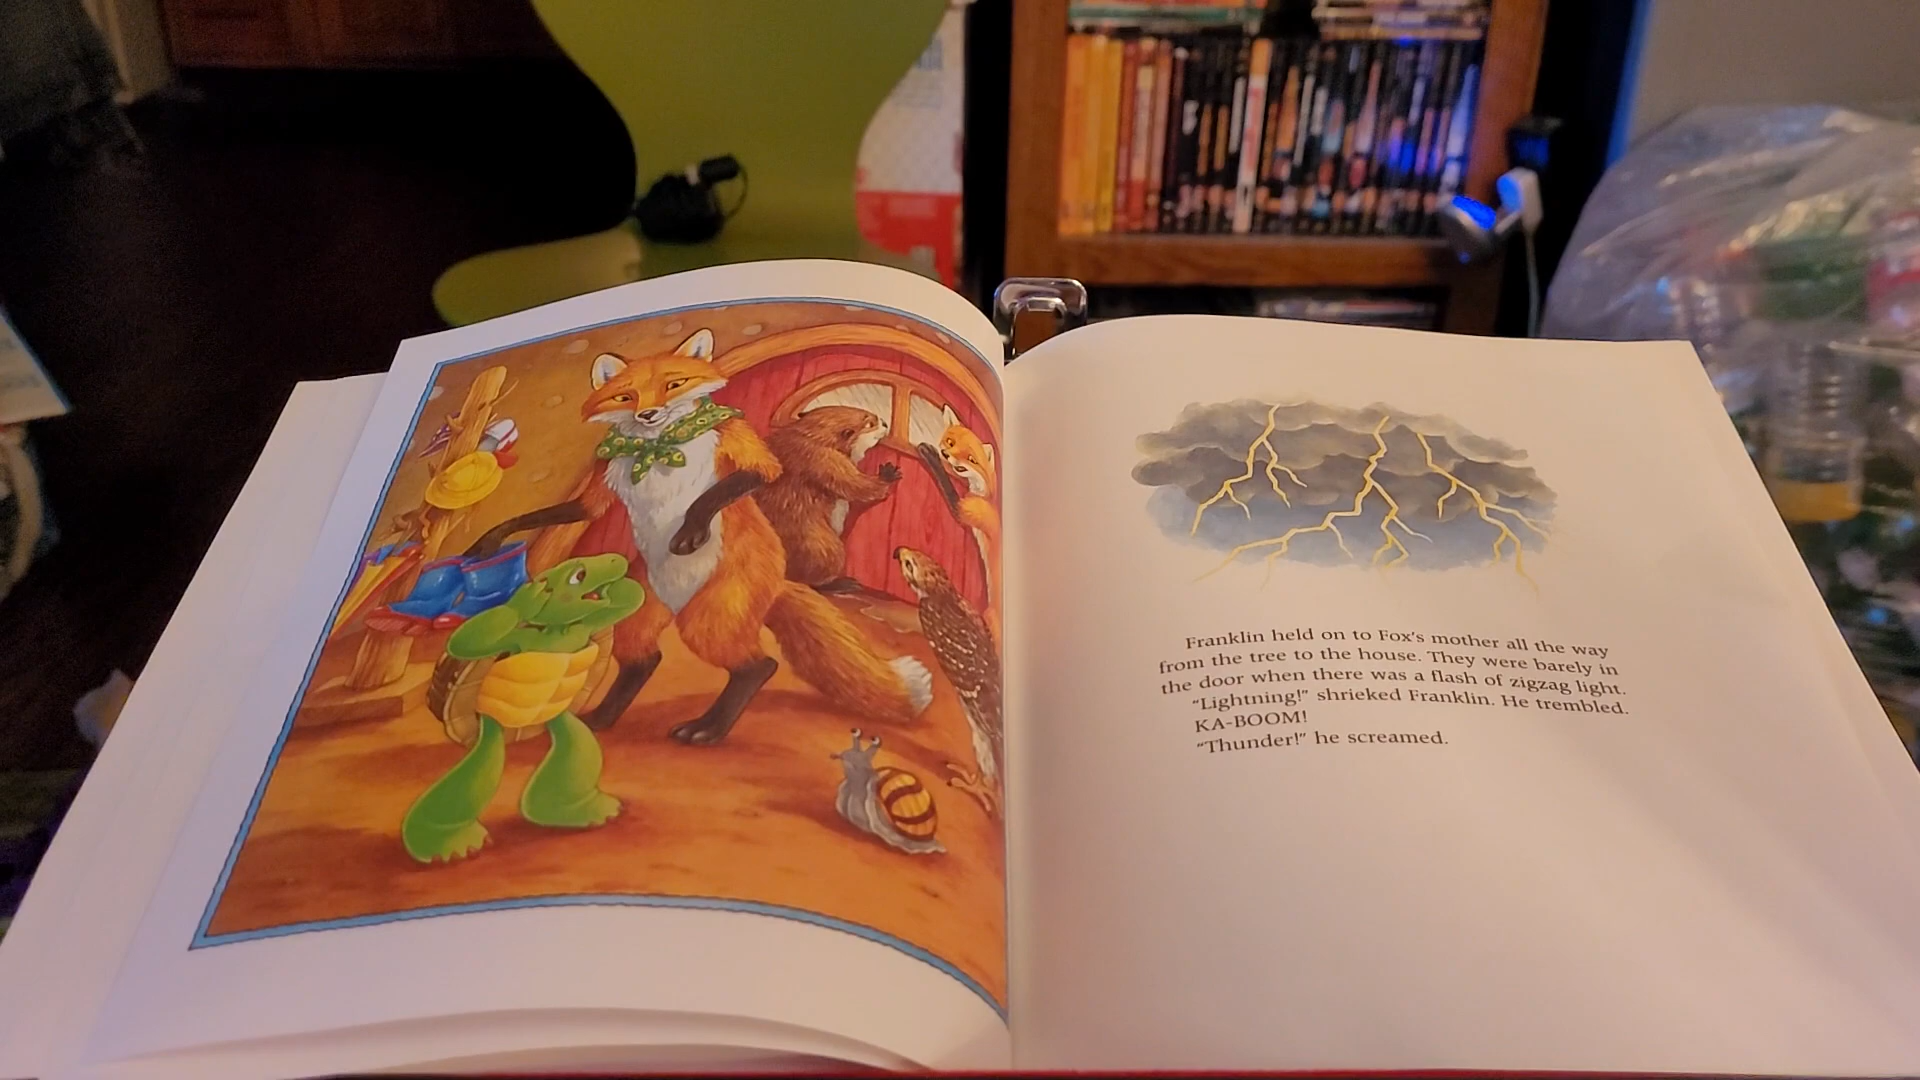 Franklin held on to Fox's mother all the way
from the tree to the house. They were barely in
the door when there was a flash of zigzag light.
"Lightning!" shrieked Franklin. He trembled.
KA-BOOM!
"Thunder!" he screamed.